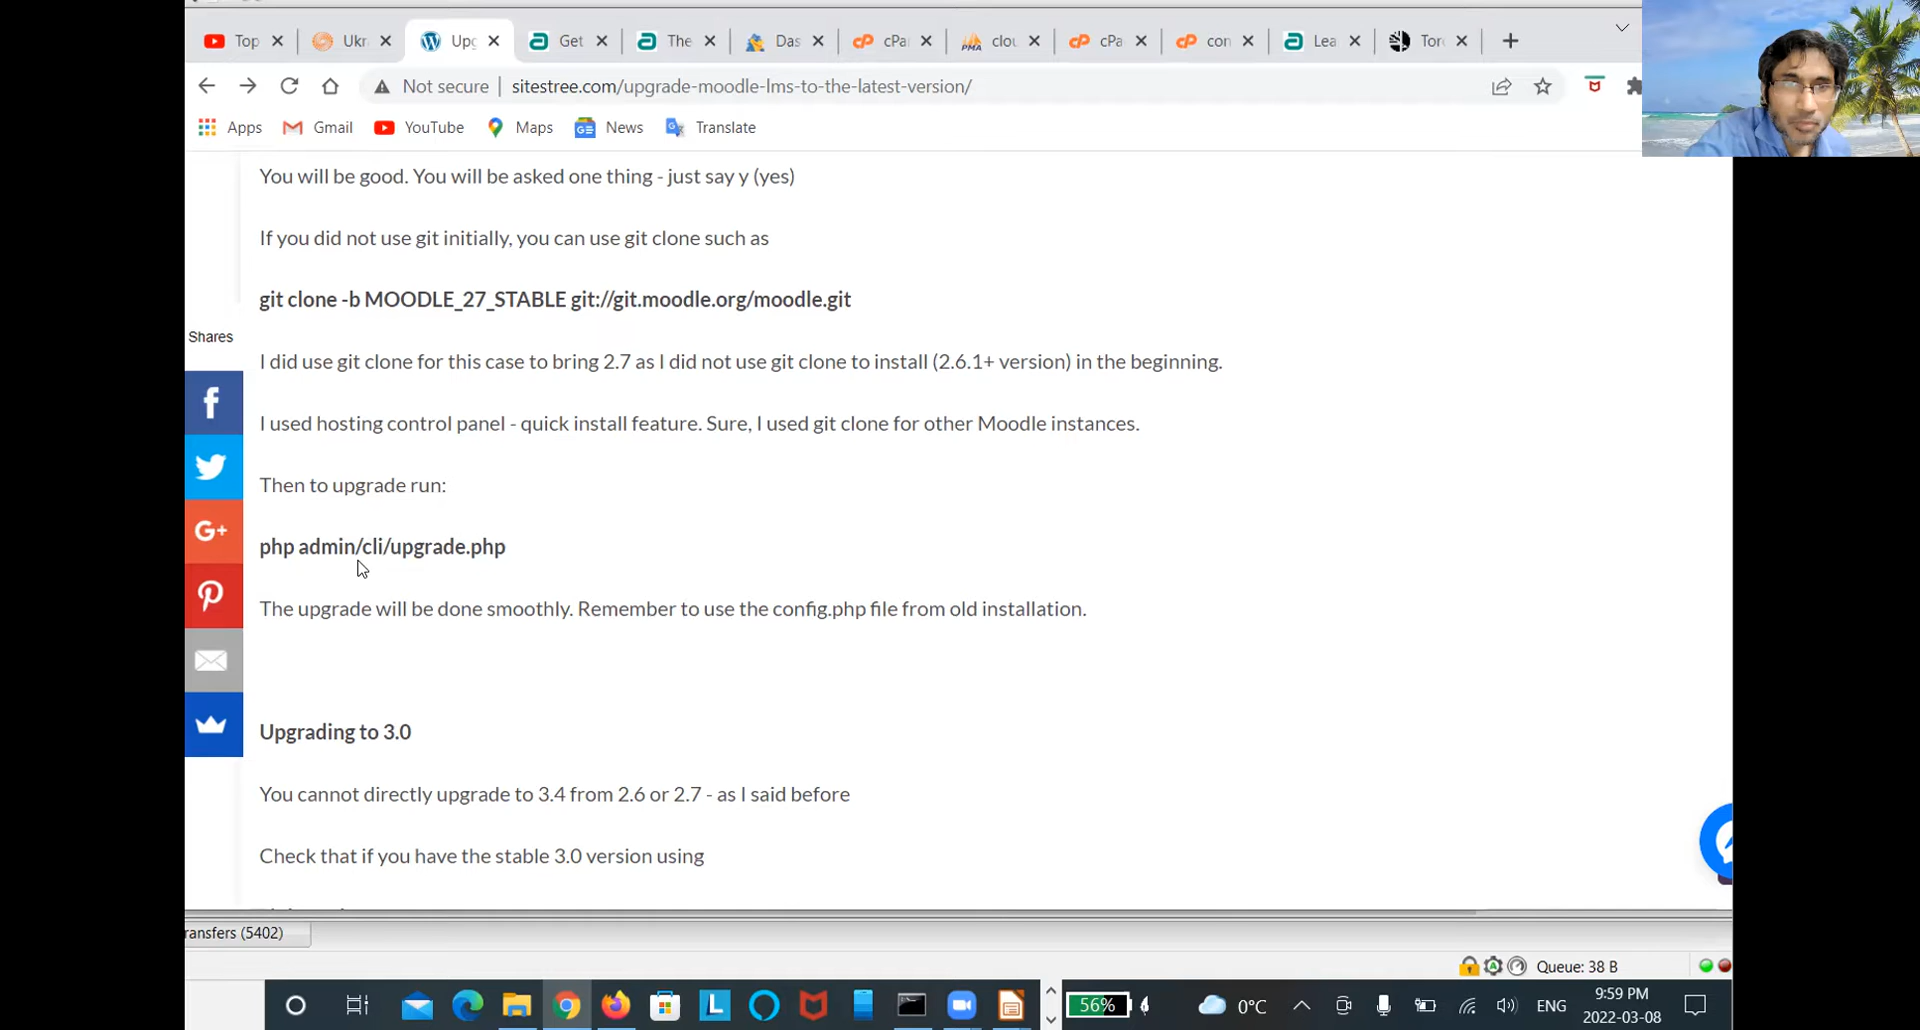 Top
Ukr
Upg
Get
The
Das
cPa
clou
cPa
con
Lea
Tor
Not secure
sitestree.com/upgrade-moodle-lms-to-the-latest-version/
Apps
Gmail
YouTube
Maps
News
Translate
You will be good. You will be asked one thing - just say y (yes)
If you did not use git initially, you can use git clone such as
git clone -b MOODLE_27_STABLE git://git.moodle.org/moodle.git
Shares
I did use git clone for this case to bring 2.7 as I did not use git clone to install (2.6.1+ version) in the beginning.
I used hosting control panel - quick install feature. Sure, I used git clone for other Moodle instances.
Then to upgrade run:
php admin/cli/upgrade.php
The upgrade will be done smoothly. Remember to use the config.php file from old installation.
Upgrading to 3.0
You cannot directly upgrade to 3.4 from 2.6 or 2.7 - as I said before
Check that if you have the stable 3.0 version using
ransfers (5402)
Queue: 38 B
56%
0°C
ENG
9:59 PM
2022-03-08